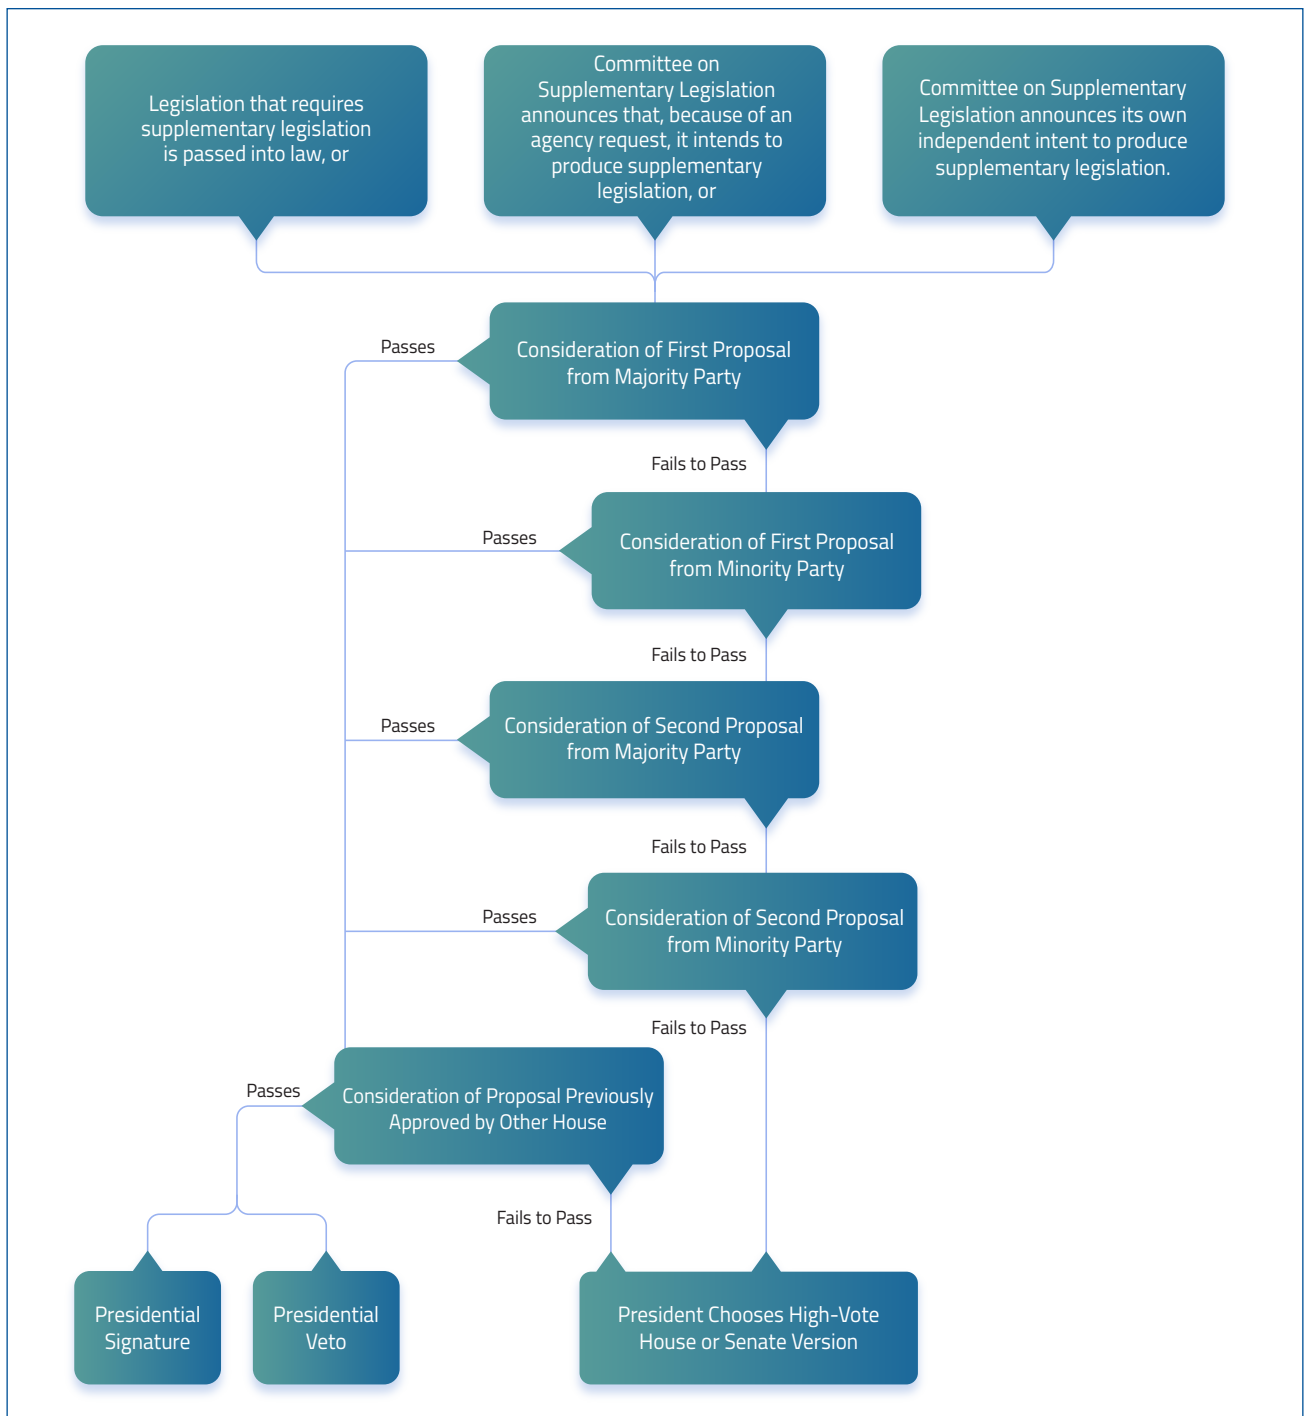 Legislation that requires
supplementary legislation
is passed into law, or
Committee on
Supplementary Legislation
announces that, because of an
agency request, it intends to
produce supplementary
legislation, or
Committee on Supplementary
Legislation announces its own
independent intent to produce
supplementary legislation.
Passes
Consideration of First Proposal
from Majority Party
Fails to Pass
Passes
Consideration of First Proposal
from Minority Party
Fails to Pass
Passes
Consideration of Second Proposal
from Majority Party
Fails to Pass
Passes
Consideration of Second Proposal
from Minority Party
Fails to Pass
Passes
Consideration of Proposal Previously
Approved by Other House
Fails to Pass
Presidential
Signature
Presidential
Veto
President Chooses High-Vote
House or Senate Version